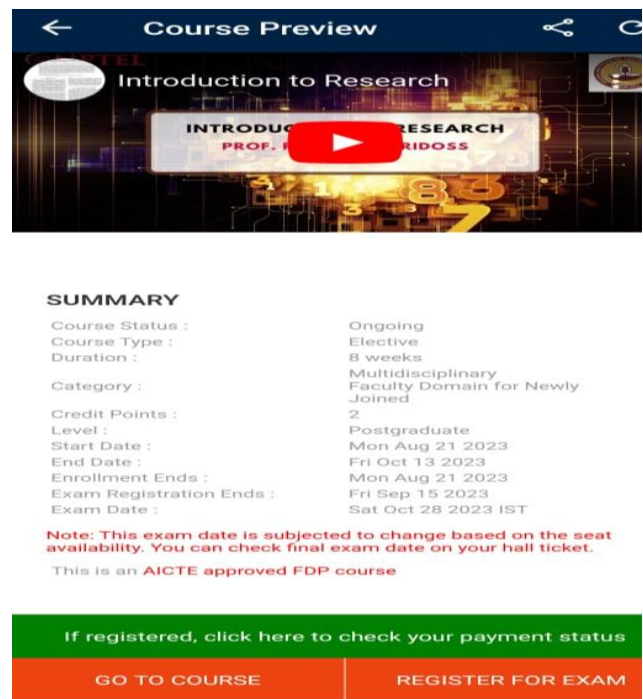 Course Preview
NPTEL
Introduction to Research
RESEARCH
PROF.
SUMMARY
Course Status : Ongoing
Course Type : Elective
Duration : 8 weeks
Category : Multidisciplinary
Faculty Domain for Newly
Joined
Credit Points : 2
Level : Postgraduate
Start Date : Mon Aug 21 2023
End Date : Fri Oct 13 2023
Enrollment Ends : Mon Aug 21 2023
Exam Registration Ends : Fri Sep 15 2023
Exam Date : Sat Oct 28 2023 IST
Note: This exam date is subjected to change based on the seat
availability. You can check final exam date on your hall ticket.
This is an AICTE approved FDP course
If registered, click here to check your payment status
GO TO COURSE
REGISTER FOR EXAM